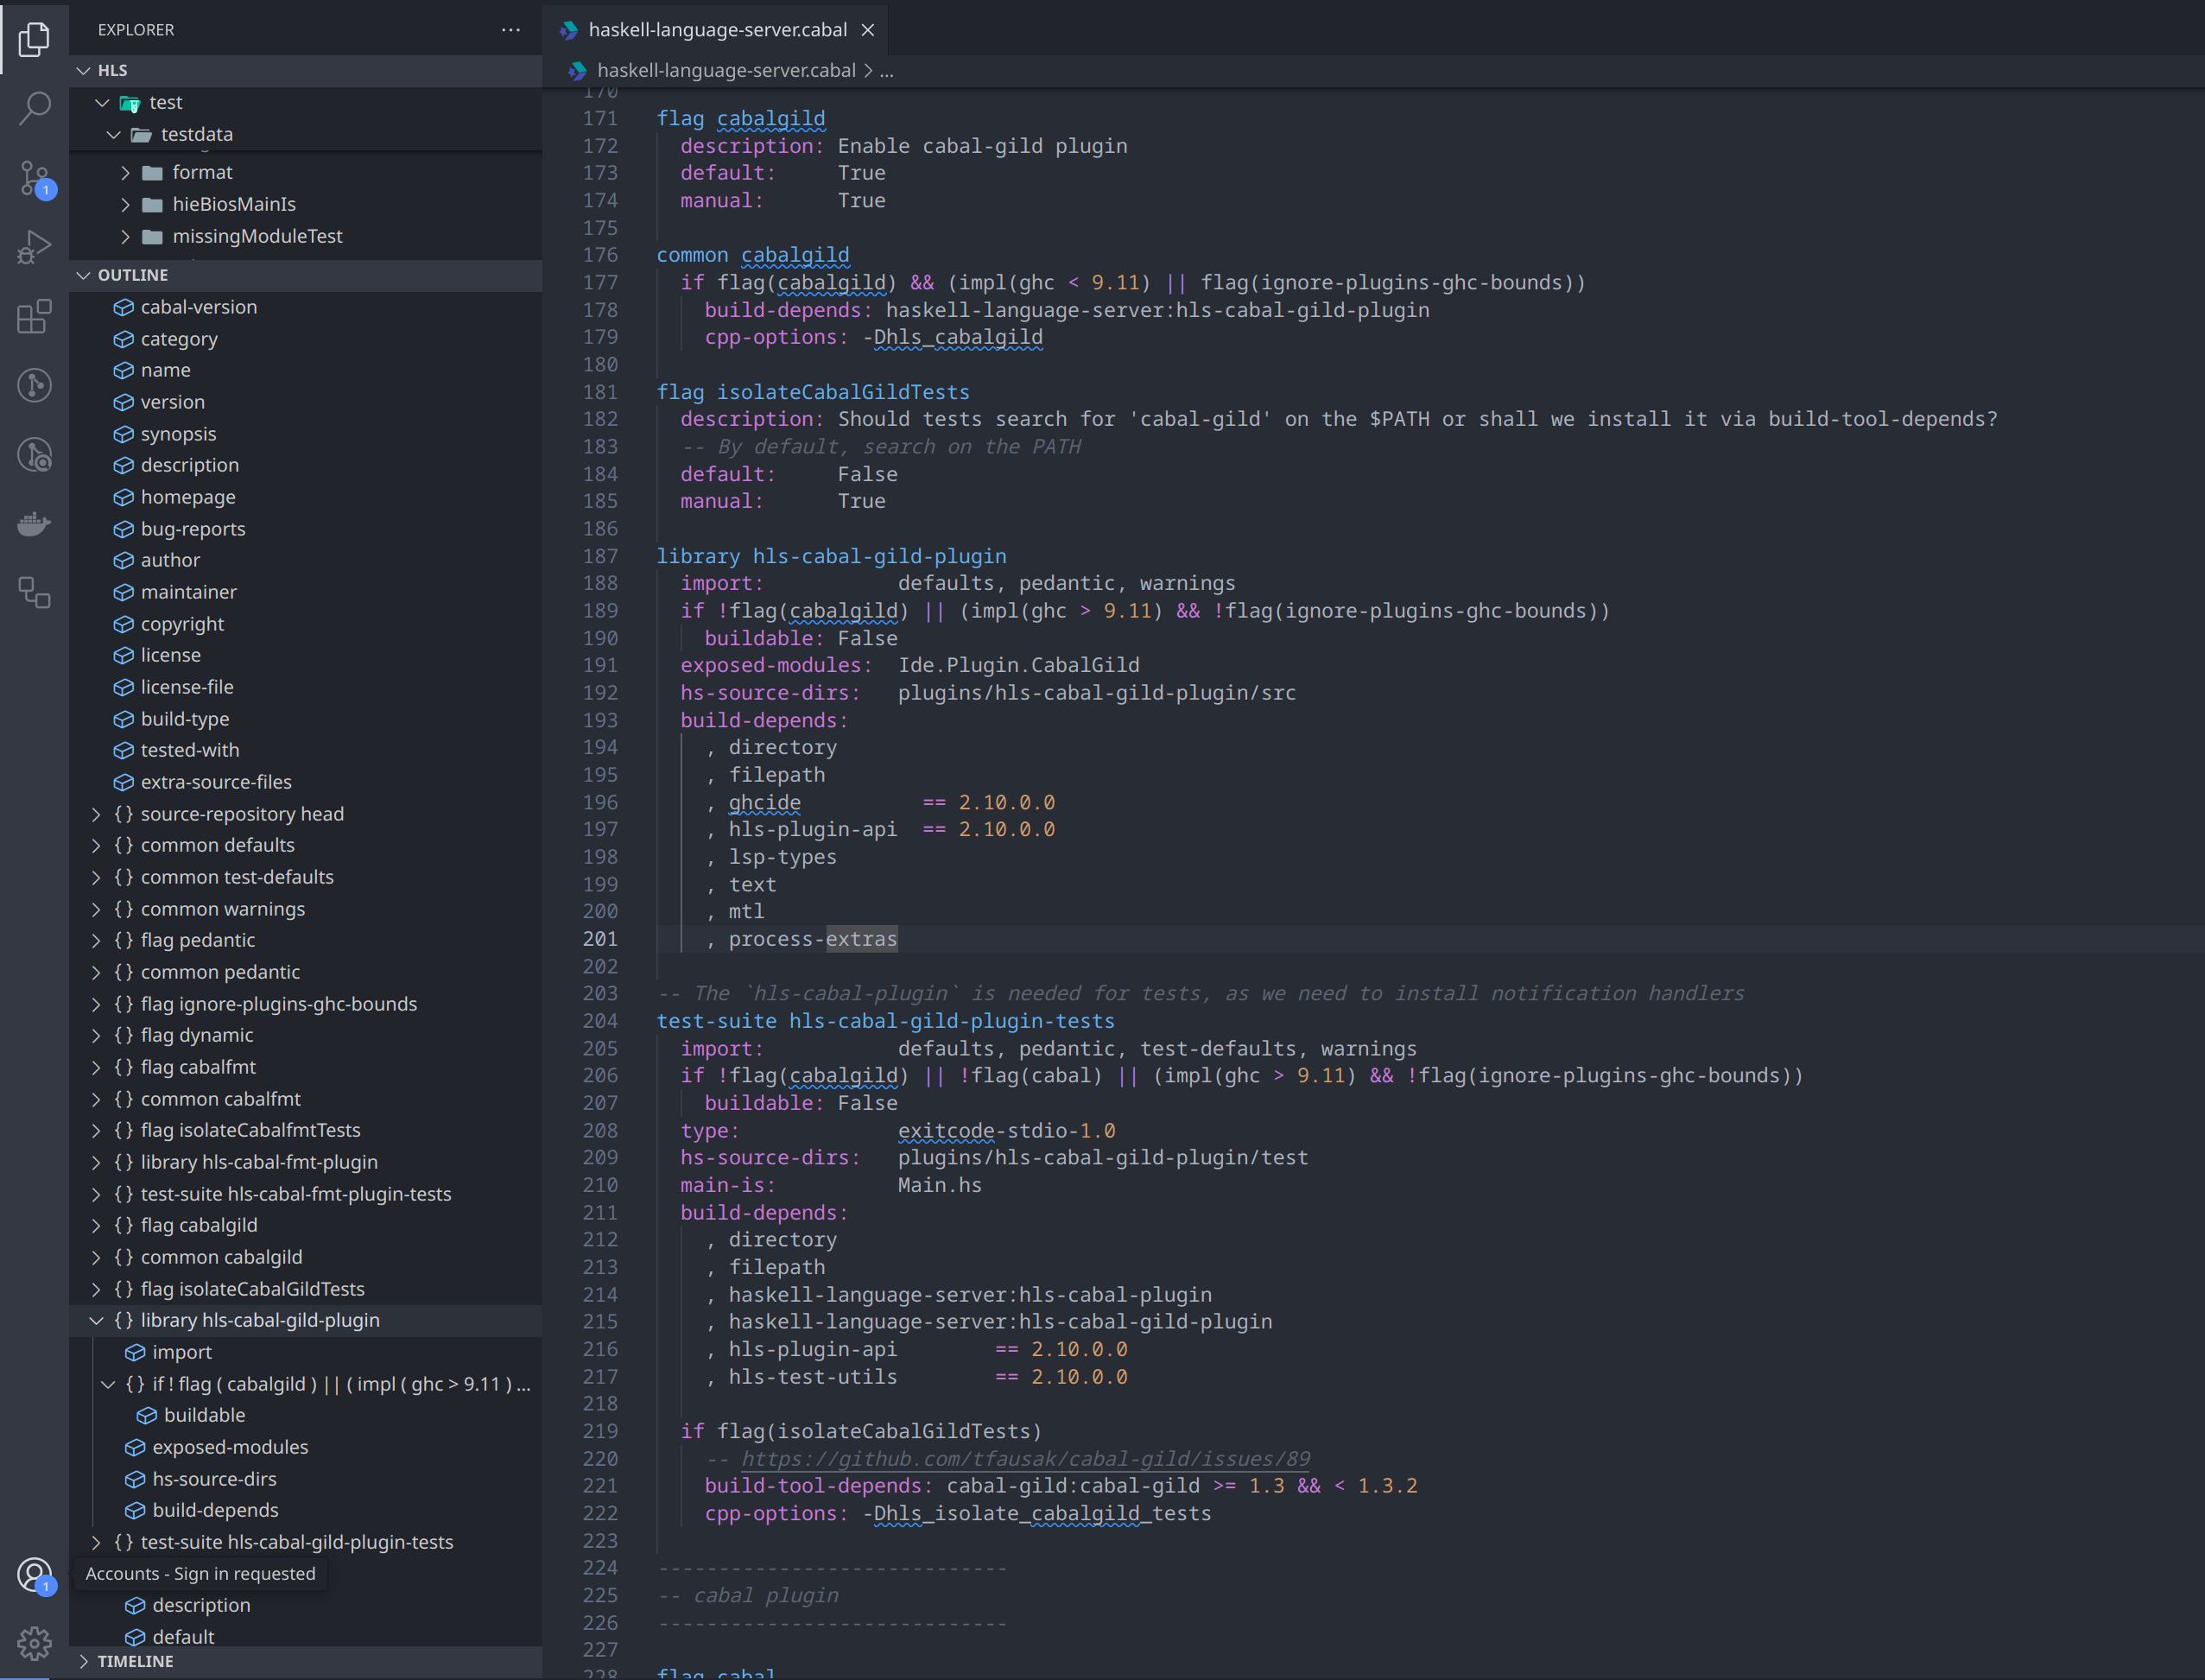 EXPLORER
HLS
test
testdata
format
hieBiosMainIs
missingModuleTest
OUTLINE
cabal-version
category
name
version
synopsis
description
homepage
bug-reports
author
maintainer
copyright
license
license-file
build-type
tested-with
extra-source-files
{} source-repository head
{} common defaults
{} common test-defaults
{} common warnings
{} flag pedantic
{} common pedantic
{} flag ignore-plugins-ghc-bounds
{} flag dynamic
{} flag cabalfmt
{} common cabalfmt
{} flag isolateCabalfmtTests
{} library hls-cabal-fmt-plugin
{} test-suite hls-cabal-fmt-plugin-tests
{} flag cabalgild
{} common cabalgild
{} flag isolateCabalGildTests
{} library hls-cabal-gild-plugin
import
{} if ! flag ( cabalgild ) || ( impl ( ghc > 9.11 ) ...
buildable
exposed-modules
hs-source-dirs
build-depends
{} test-suite hls-cabal-gild-plugin-tests
Accounts - Sign in requested
description
default
TIMELINE
1
1
haskell-language-server.cabal
haskell-language-server.cabal > ...
170
171 flag cabalgild
172 description: Enable cabal-gild plugin
173 default: True
174 manual: True
175
176 common cabalgild
177 if flag(cabalgild) && (impl(ghc < 9.11) || flag(ignore-plugins-ghc-bounds))
178 build-depends: haskell-language-server:hls-cabal-gild-plugin
179 cpp-options: -Dhls_cabalgild
180
181 flag isolateCabalGildTests
182 description: Should tests search for 'cabal-gild' on the $PATH or shall we install it via build-tool-depends?
183 -- By default, search on the PATH
184 default: False
185 manual: True
186
187 library hls-cabal-gild-plugin
188 import: defaults, pedantic, warnings
189 if !flag(cabalgild) || (impl(ghc > 9.11) && !flag(ignore-plugins-ghc-bounds))
190 buildable: False
191 exposed-modules: Ide.Plugin.CabalGild
192 hs-source-dirs: plugins/hls-cabal-gild-plugin/src
193 build-depends:
194 , directory
195 , filepath
196 , ghcide == 2.10.0.0
197 , hls-plugin-api == 2.10.0.0
198 , lsp-types
199 , text
200 , mtl
201 , process-extras
202
203 -- The `hls-cabal-plugin` is needed for tests, as we need to install notification handlers
204 test-suite hls-cabal-gild-plugin-tests
205 import: defaults, pedantic, test-defaults, warnings
206 if !flag(cabalgild) || !flag(cabal) || (impl(ghc > 9.11) && !flag(ignore-plugins-ghc-bounds))
207 buildable: False
208 type: exitcode-stdio-1.0
209 hs-source-dirs: plugins/hls-cabal-gild-plugin/test
210 main-is: Main.hs
211 build-depends:
212 , directory
213 , filepath
214 , haskell-language-server:hls-cabal-plugin
215 , haskell-language-server:hls-cabal-gild-plugin
216 , hls-plugin-api == 2.10.0.0
217 , hls-test-utils == 2.10.0.0
218
219 if flag(isolateCabalGildTests)
220 -- https://github.com/tfausak/cabal-gild/issues/89
221 build-tool-depends: cabal-gild:cabal-gild >= 1.3 && < 1.3.2
222 cpp-options: -Dhls_isolate_cabalgild_tests
223
224 -----------------------------
225 -- cabal plugin
226 -----------------------------
227
228 flag cabal